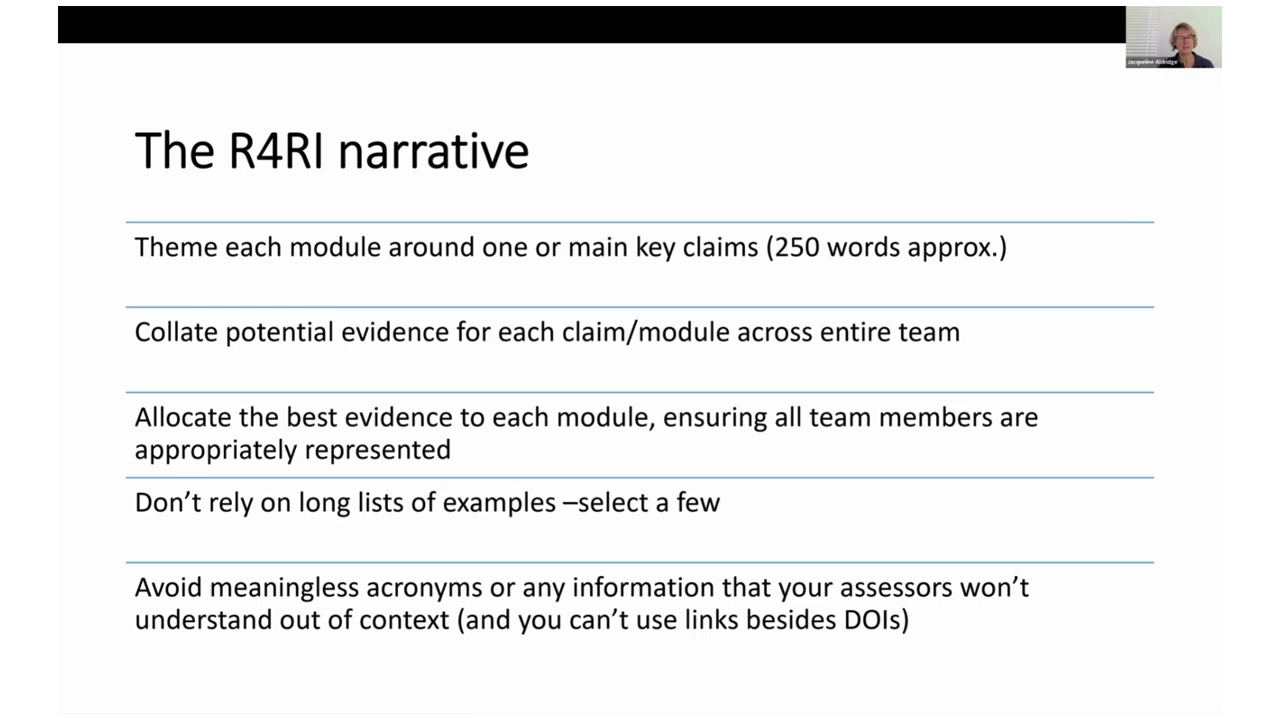 Jacqueline Aldridge
The R4RI narrative
Theme each module around one or main key claims (250 words approx.)
Collate potential evidence for each claim/module across entire team
Allocate the best evidence to each module, ensuring all team members are
appropriately represented
Don’t rely on long lists of examples –select a few
Avoid meaningless acronyms or any information that your assessors won’t
understand out of context (and you can’t use links besides DOIs)